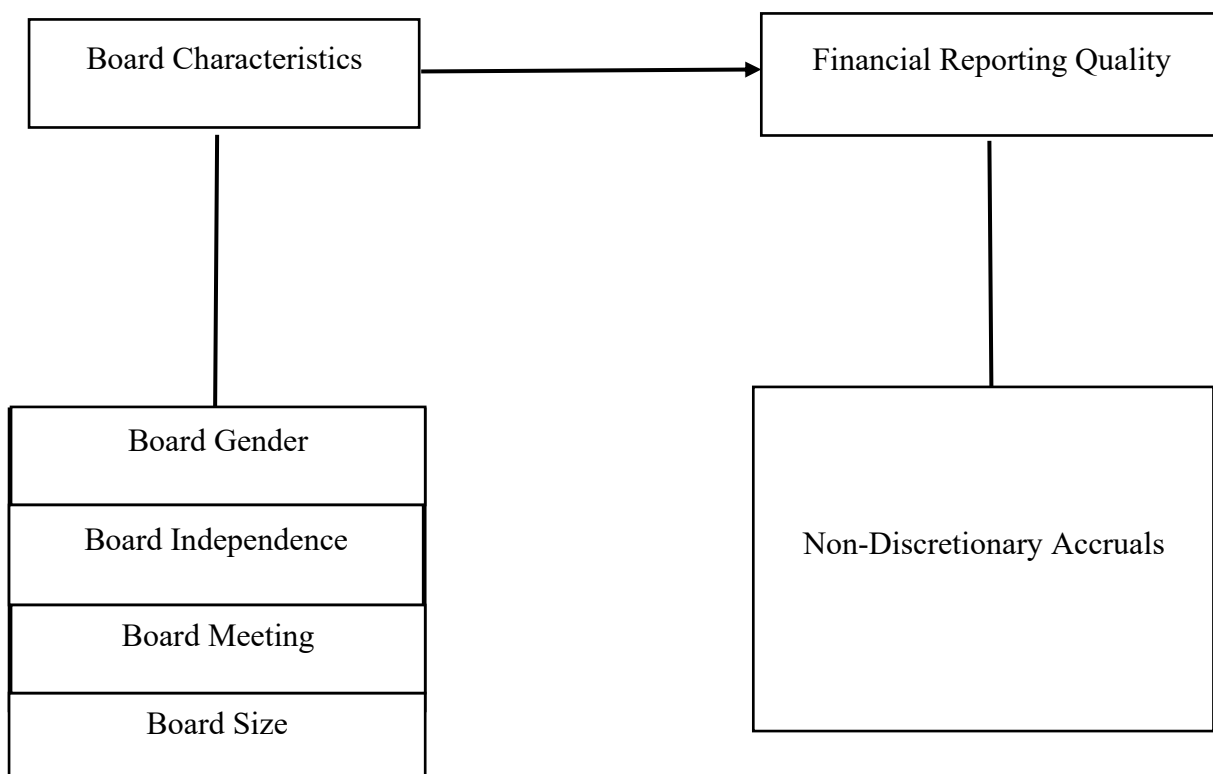 Board Characteristics
Financial Reporting Quality
Board Gender
Board Independence
Board Meeting
Board Size
Non-Discretionary Accruals